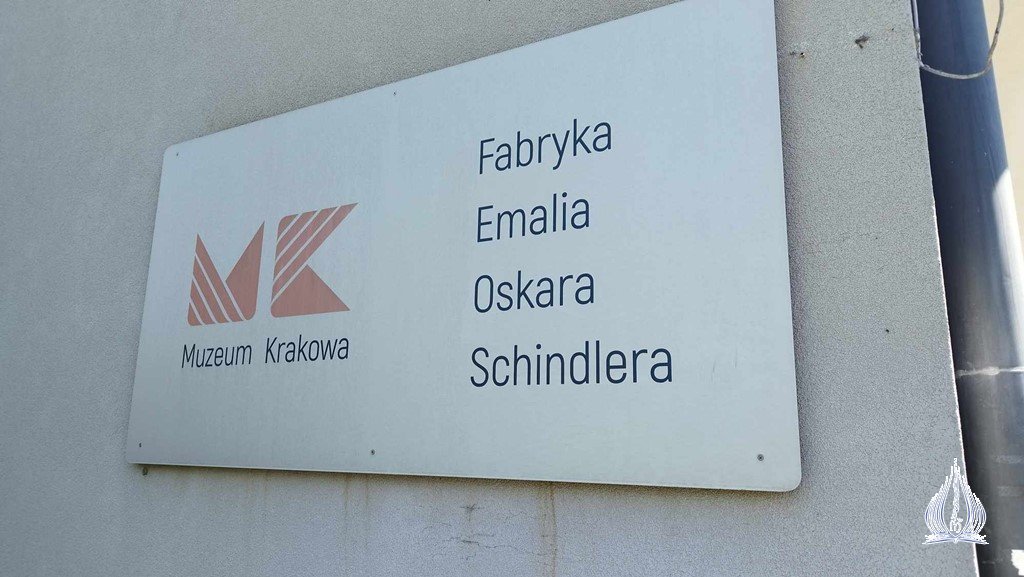 MK
Muzeum Krakowa
Fabryka
Emalia
Oskara
Schindlera